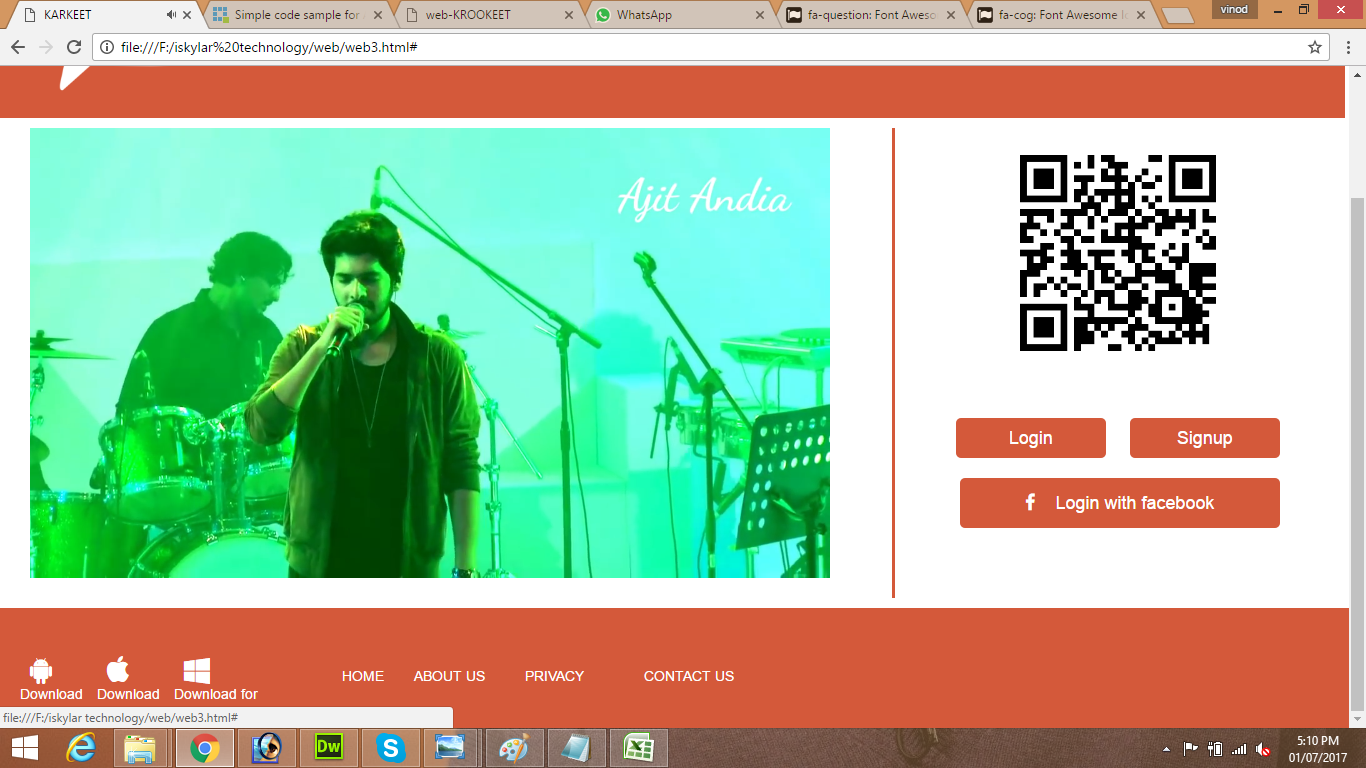 KARKEET
Simple code sample for
web-KROOKEET
WhatsApp
fa-question: Font Aweso
fa-cog: Font Awesome
vinod
file:///F:/iskylar%20technology/web/web3.html#
Ajit Andia
Login
Signup
f Login with facebook
Download
Download
Download for
HOME
ABOUT US
PRIVACY
CONTACT US
file:///F:/iskylar technology/web/web3.html#
Dw
5:10 PM
01/07/2017